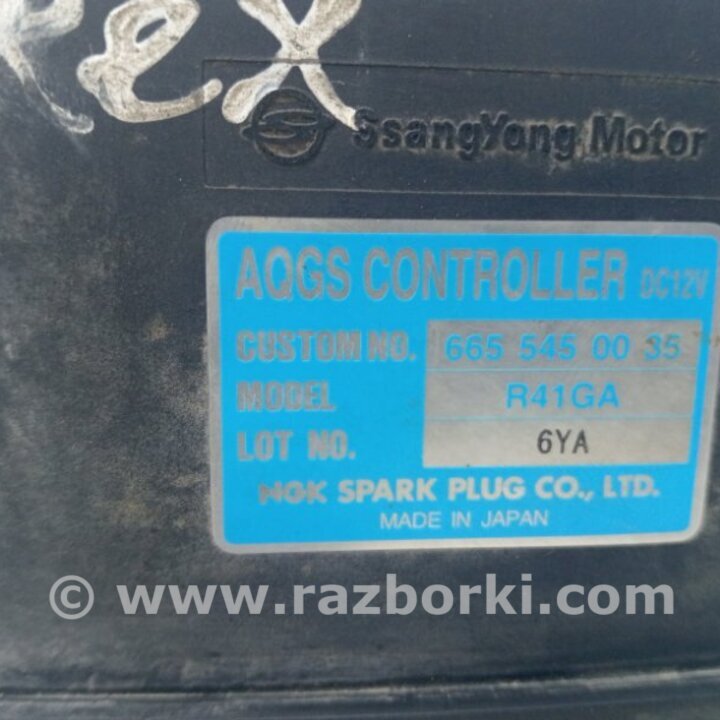 ReX
SsangYong Motor
AQGS CONTROLLER DC12V
CUSTOM NO. 665 545 00 35
MODEL R41GA
LOT NO. 6YA
NGK SPARK PLUG CO., LTD.
MADE IN JAPAN
© www.razborki.com